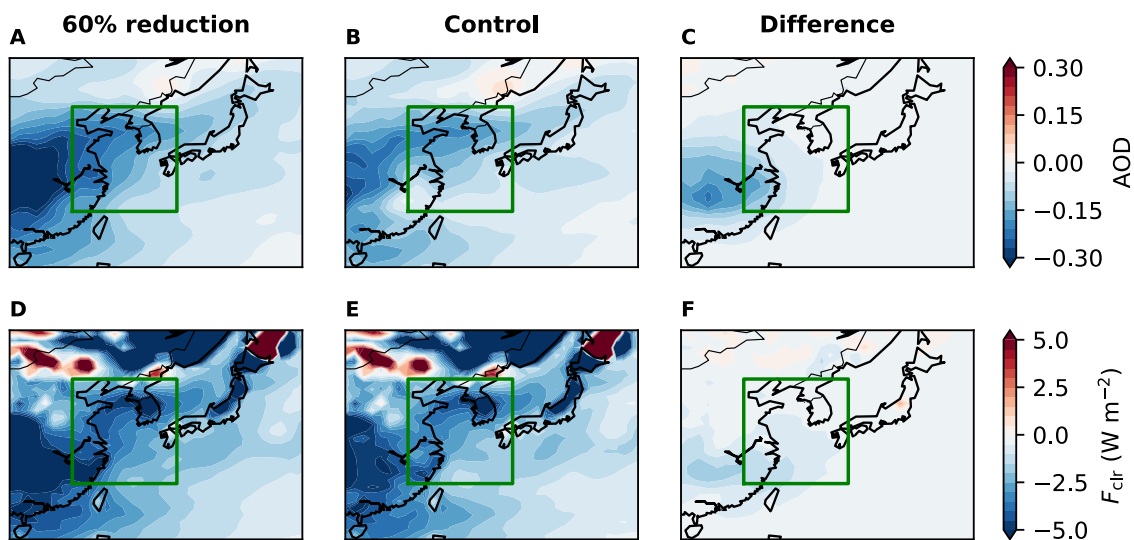 60% reduction
Control
Difference
A
B
C
0.30
0.15
0.00
−0.15
−0.30
AOD
D
E
F
5.0
2.5
0.0
−2.5
−5.0
Fclr (W m−2)